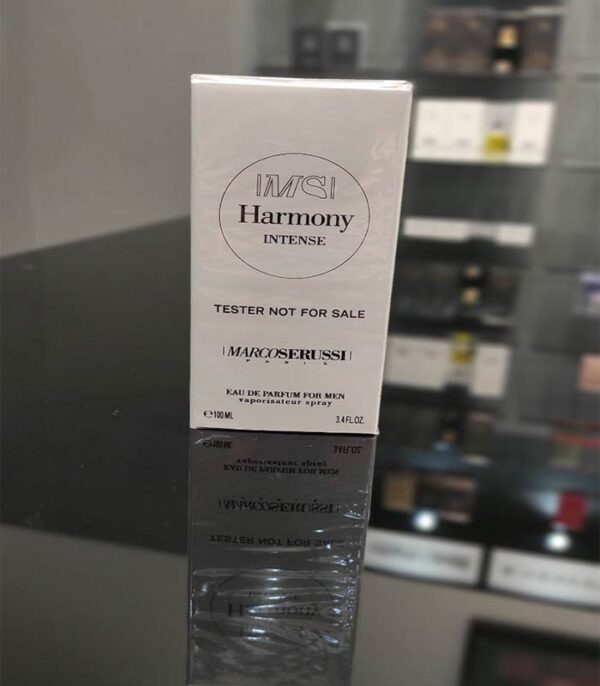 |MS|
Harmony
INTENSE
TESTER NOT FOR SALE
|MARCOSERUSSI|
PARIS
EAU DE PARFUM FOR MEN
vaporisateur spray
℮100 ML 3.4 FL.OZ.